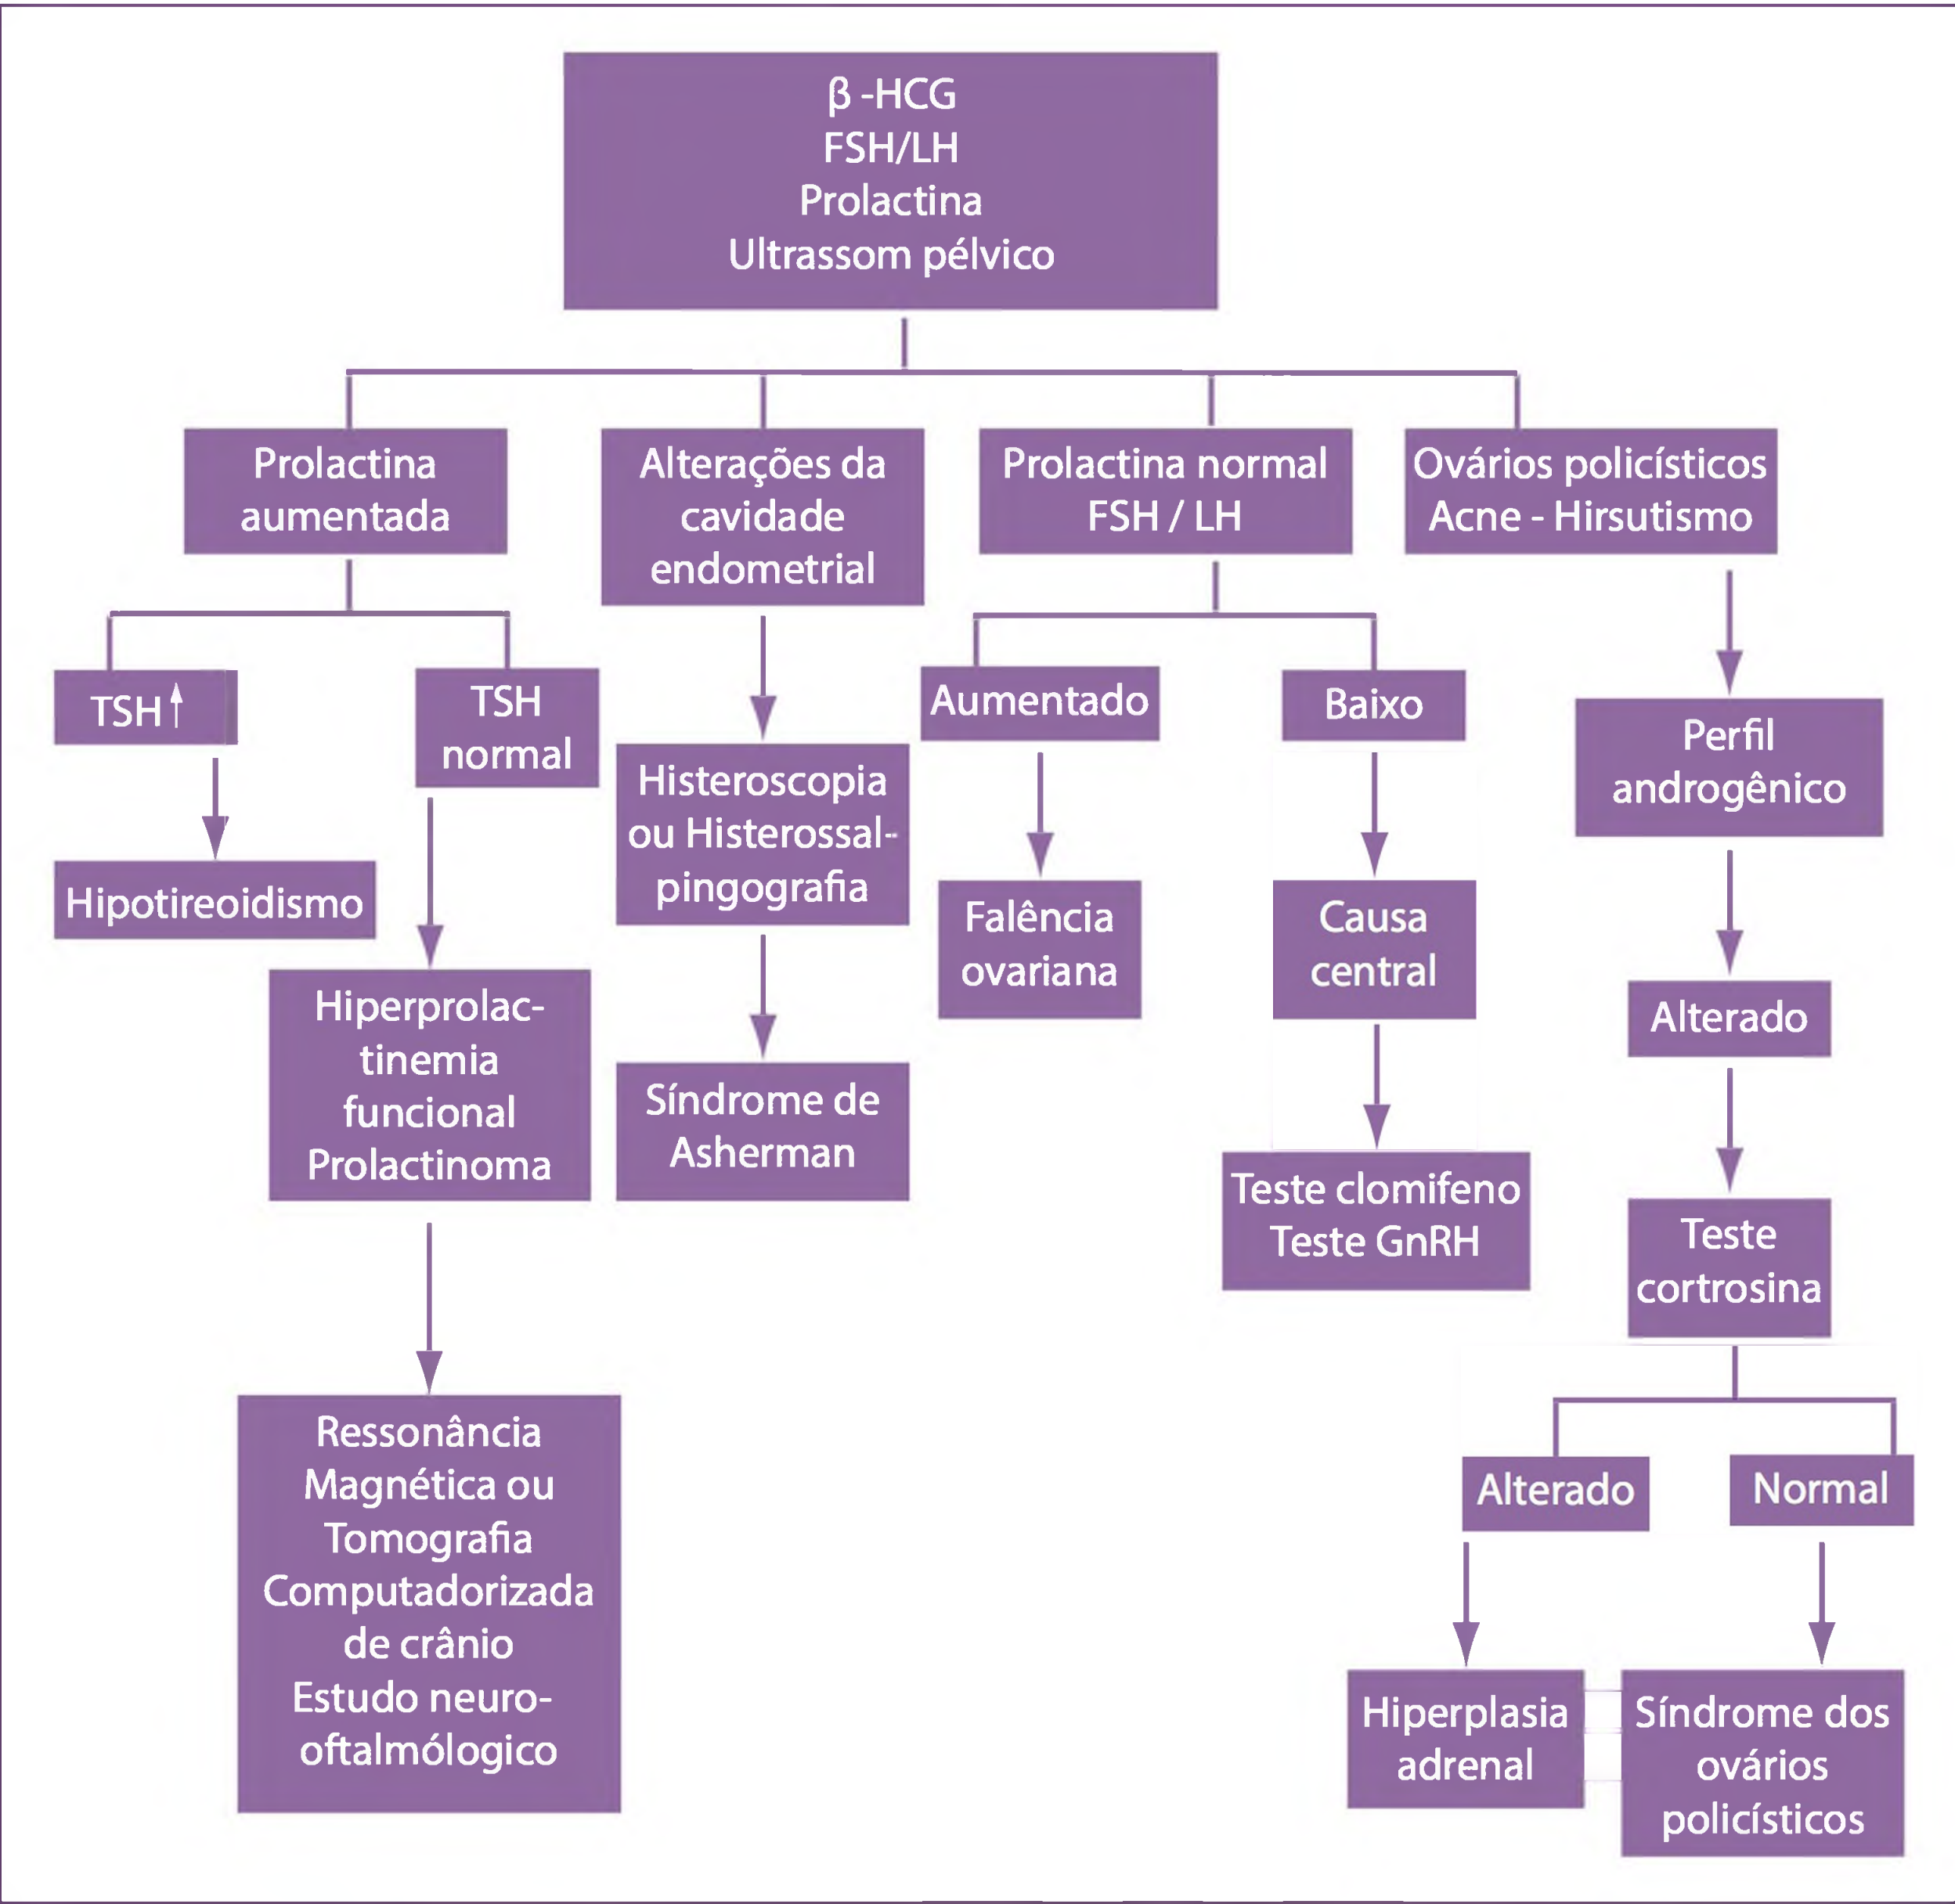 β -HCG
FSH/LH
Prolactina
Ultrassom pélvico
Prolactina
aumentada
Alterações da
cavidade
endometrial
Prolactina normal
FSH / LH
Ovários policísticos
Acne - Hirsutismo
TSH↑
TSH
normal
Hipotireoidismo
Hiperprolac-
tinemia
funcional
Prolactinoma
Ressonância
Magnética ou
Tomografia
Computadorizada
de crânio
Estudo neuro-
oftalmólogico
Histeroscopia
ou Histerossal-
pingografia
Síndrome de
Asherman
Aumentado
Falência
ovariana
Baixo
Causa
central
Teste clomifeno
Teste GnRH
Perfil
androgênico
Alterado
Teste
cortrosina
Alterado
Normal
Hiperplasia
adrenal
Síndrome dos
ovários
policísticos